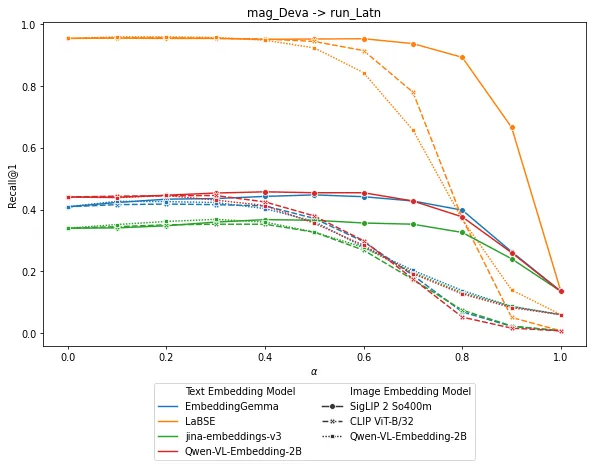 mag_Deva -> run_Latn
1.0
0.8
0.6
0.4
0.2
0.0
Recall@1
0.0 0.2 0.4 0.6 0.8 1.0
α
Text Embedding Model
EmbeddingGemma
LaBSE
jina-embeddings-v3
Qwen-VL-Embedding-2B
Image Embedding Model
SigLIP 2 So400m
CLIP ViT-B/32
Qwen-VL-Embedding-2B